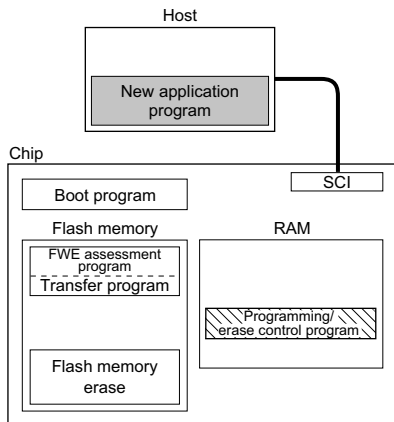 Host
New application
program
Chip
SCI
Boot program
Flash memory
RAM
FWE assessment
program
Transfer program
Programming/
erase control program
Flash memory
erase